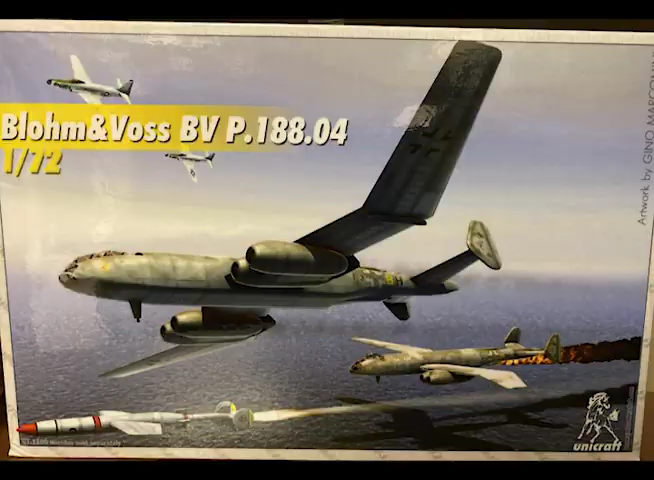 Blohm&Voss BV P.188.04
1/72
Artwork by GINO MARCOMINI
unicraft